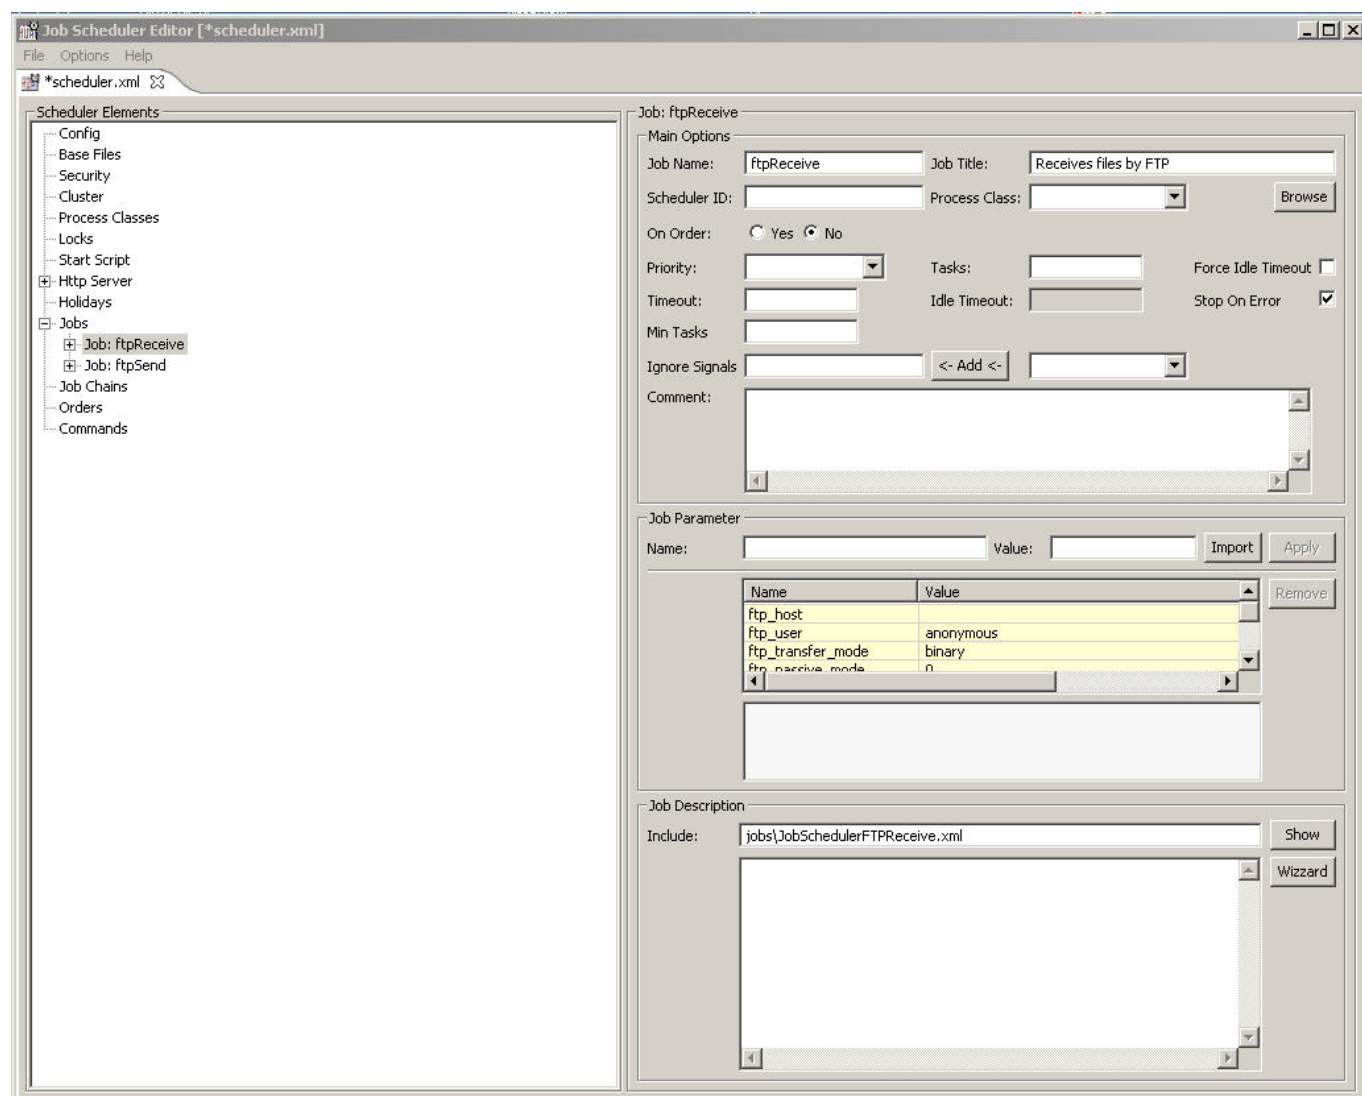 Job Scheduler Editor [*scheduler.xml]
File Options Help
*scheduler.xml
Scheduler Elements
Config
Base Files
Security
Cluster
Process Classes
Locks
Start Script
Http Server
Holidays
Jobs
Job: ftpReceive
Job: ftpSend
Job Chains
Orders
Commands
Job: ftpReceive
Main Options
Job Name: ftpReceive Job Title: Receives files by FTP
Scheduler ID: Process Class: Browse
On Order: Yes No
Priority: Tasks: Force Idle Timeout
Timeout: Idle Timeout: Stop On Error
Min Tasks
Ignore Signals <- Add <-
Comment:
Job Parameter
Name: Value: Import Apply
Name Value Remove
ftp_host
ftp_user anonymous
ftp_transfer_mode binary
ftp_passive_mode 0
Job Description
Include: jobs\JobSchedulerFTPReceive.xml Show
Wizzard